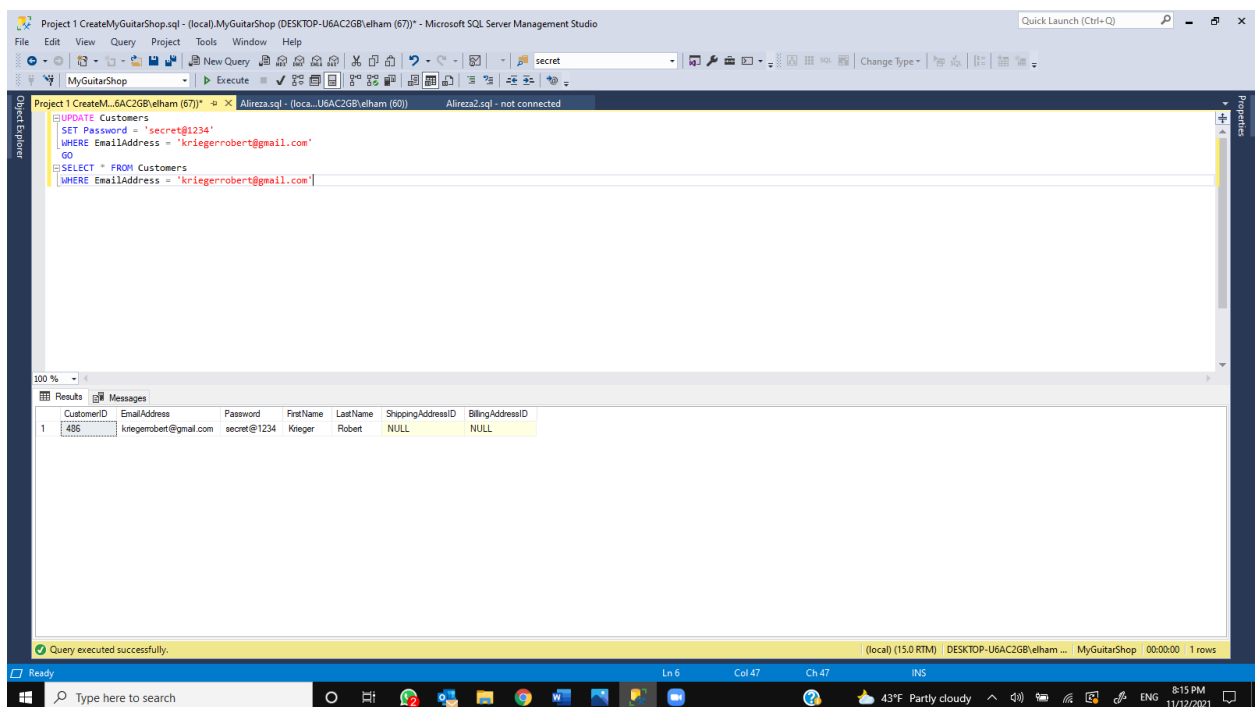 Project 1 CreateMyGuitarShop.sql - (local).MyGuitarShop (DESKTOP-U6AC2GB\elham (67))* - Microsoft SQL Server Management Studio
Quick Launch (Ctrl+Q)
File Edit View Query Project Tools Window Help
New Query
secret
Change Type
MyGuitarShop
Execute
Object Explorer
Project 1 CreateM...6AC2GB\elham (67))* Alireza.sql - (loca...U6AC2GB\elham (60)) Alireza2.sql - not connected
Properties
UPDATE Customers
SET Password = 'secret@1234'
WHERE EmailAddress = 'kriegerrobert@gmail.com'
GO
SELECT * FROM Customers
WHERE EmailAddress = 'kriegerrobert@gmail.com'
100 %
Results Messages
CustomerID EmailAddress Password FirstName LastName ShippingAddressID BillingAddressID
1 486 kriegerrobert@gmail.com secret@1234 Krieger Robert NULL NULL
Query executed successfully.
(local) (15.0 RTM) DESKTOP-U6AC2GB\elham ... MyGuitarShop 00:00:00 1 rows
Ready
Ln 6 Col 47 Ch 47 INS
Type here to search
43°F Partly cloudy
ENG
8:15 PM
11/12/2021